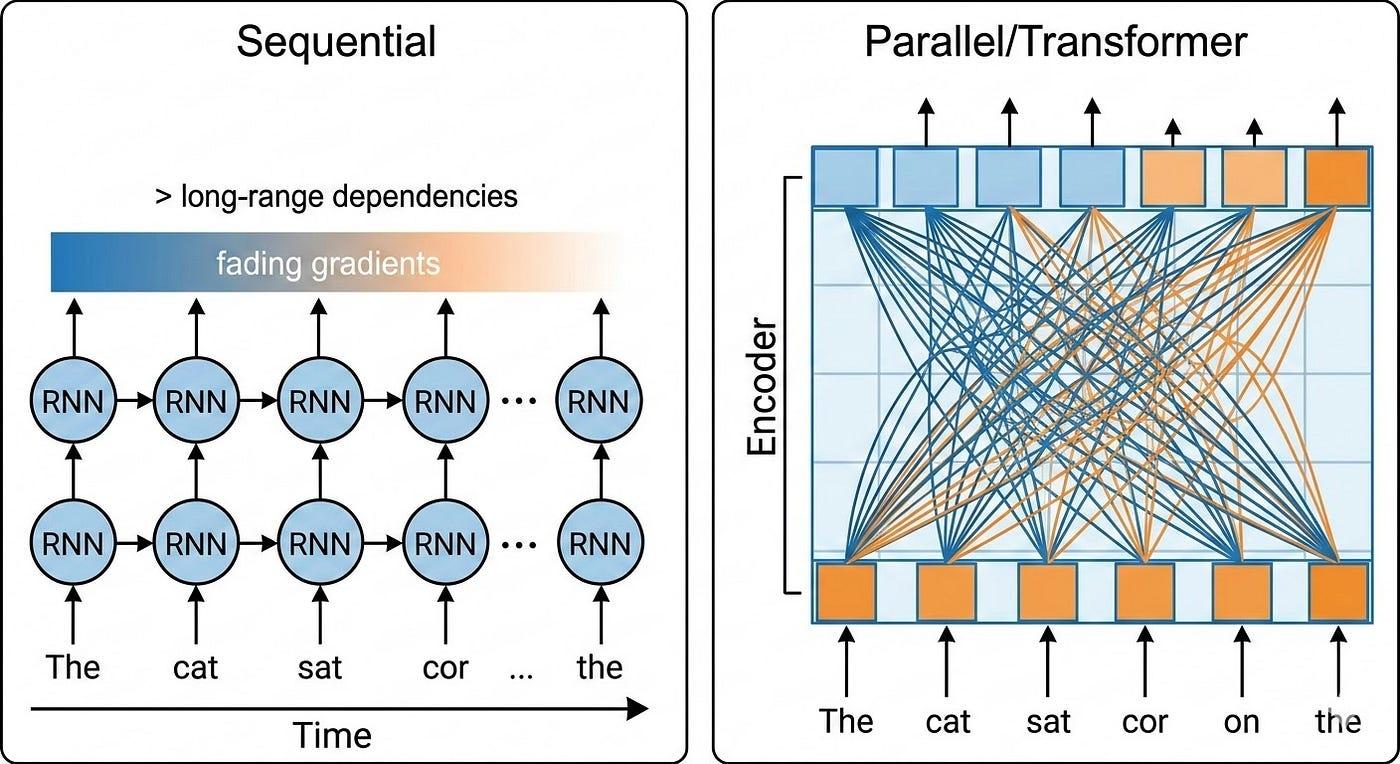 Sequential
> long-range dependencies
fading gradients
RNN RNN RNN RNN ... RNN
RNN RNN RNN RNN ... RNN
The cat sat cor ... the
Time
Parallel/Transformer
Encoder
The cat sat cor on the